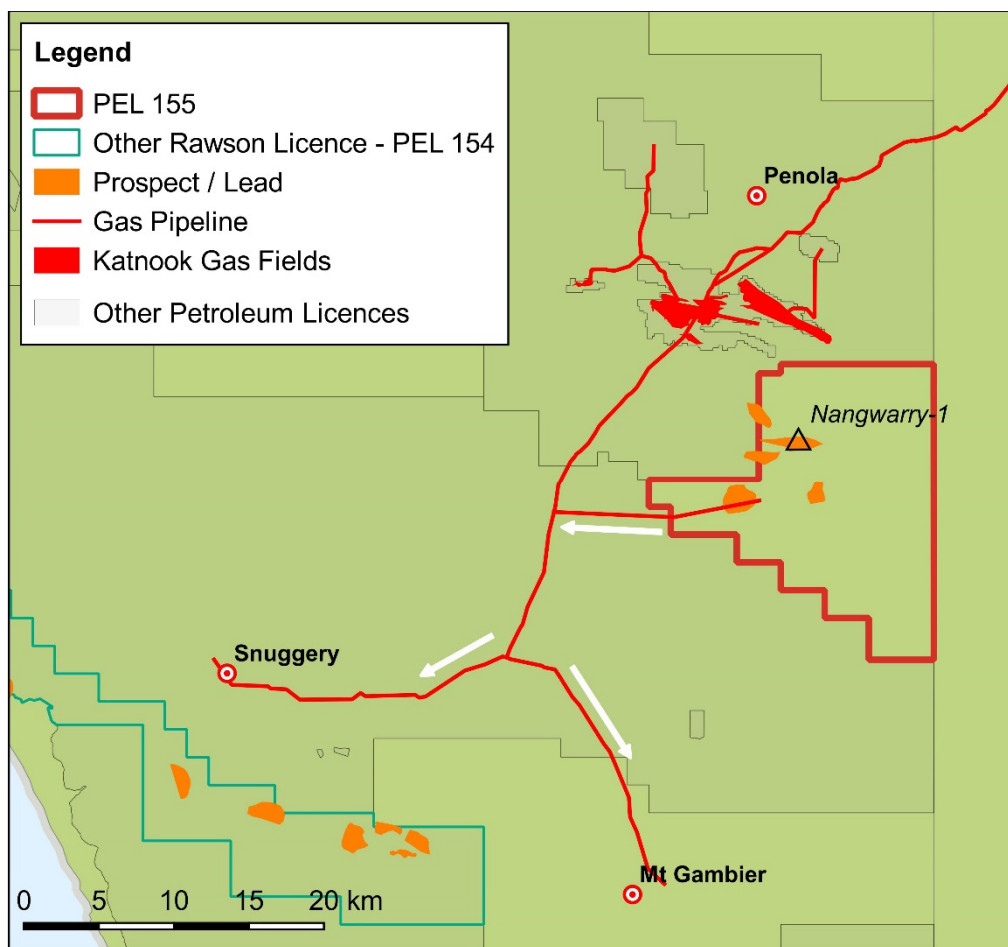 Legend
PEL 155
Other Rawson Licence - PEL 154
Prospect / Lead
Gas Pipeline
Katnook Gas Fields
Other Petroleum Licences
Penola
Nangwarry-1
Snuggery
Mt Gambier
0 5 10 15 20 km